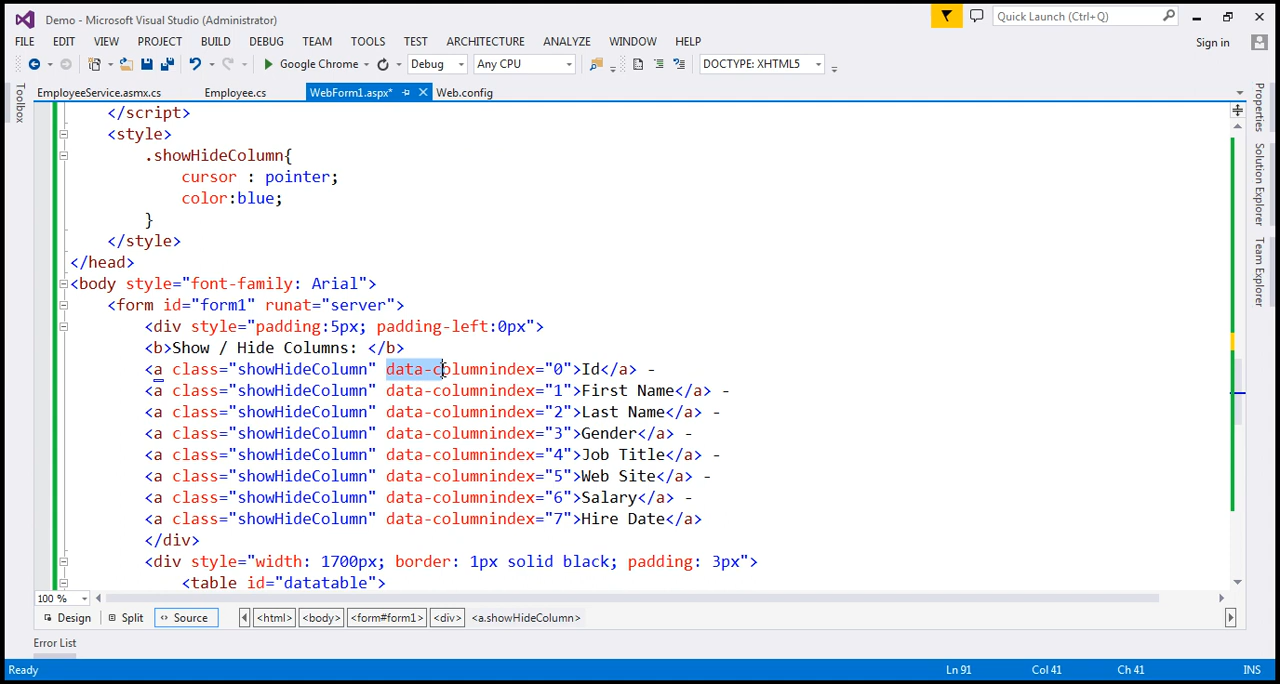 Demo - Microsoft Visual Studio (Administrator)
Quick Launch (Ctrl+Q)
FILE EDIT VIEW PROJECT BUILD DEBUG TEAM TOOLS TEST ARCHITECTURE ANALYZE WINDOW HELP
Sign in
Google Chrome Debug Any CPU DOCTYPE: XHTML5
EmployeeService.asmx.cs Employee.cs WebForm1.aspx* Web.config
Toolbox
Properties
Solution Explorer
Team Explorer
</script>
<style>
.showHideColumn{
cursor : pointer;
color:blue;
}
</style>
</head>
<body style="font-family: Arial">
<form id="form1" runat="server">
<div style="padding:5px; padding-left:0px">
<b>Show / Hide Columns: </b>
<a class="showHideColumn" data-columnindex="0">Id</a> -
<a class="showHideColumn" data-columnindex="1">First Name</a> -
<a class="showHideColumn" data-columnindex="2">Last Name</a> -
<a class="showHideColumn" data-columnindex="3">Gender</a> -
<a class="showHideColumn" data-columnindex="4">Job Title</a> -
<a class="showHideColumn" data-columnindex="5">Web Site</a> -
<a class="showHideColumn" data-columnindex="6">Salary</a> -
<a class="showHideColumn" data-columnindex="7">Hire Date</a>
</div>
<div style="width: 1700px; border: 1px solid black; padding: 3px">
<table id="datatable">
100 %
Design Split Source <html> <body> <form#form1> <div> <a.showHideColumn>
Error List
Ready Ln 91 Col 41 Ch 41 INS